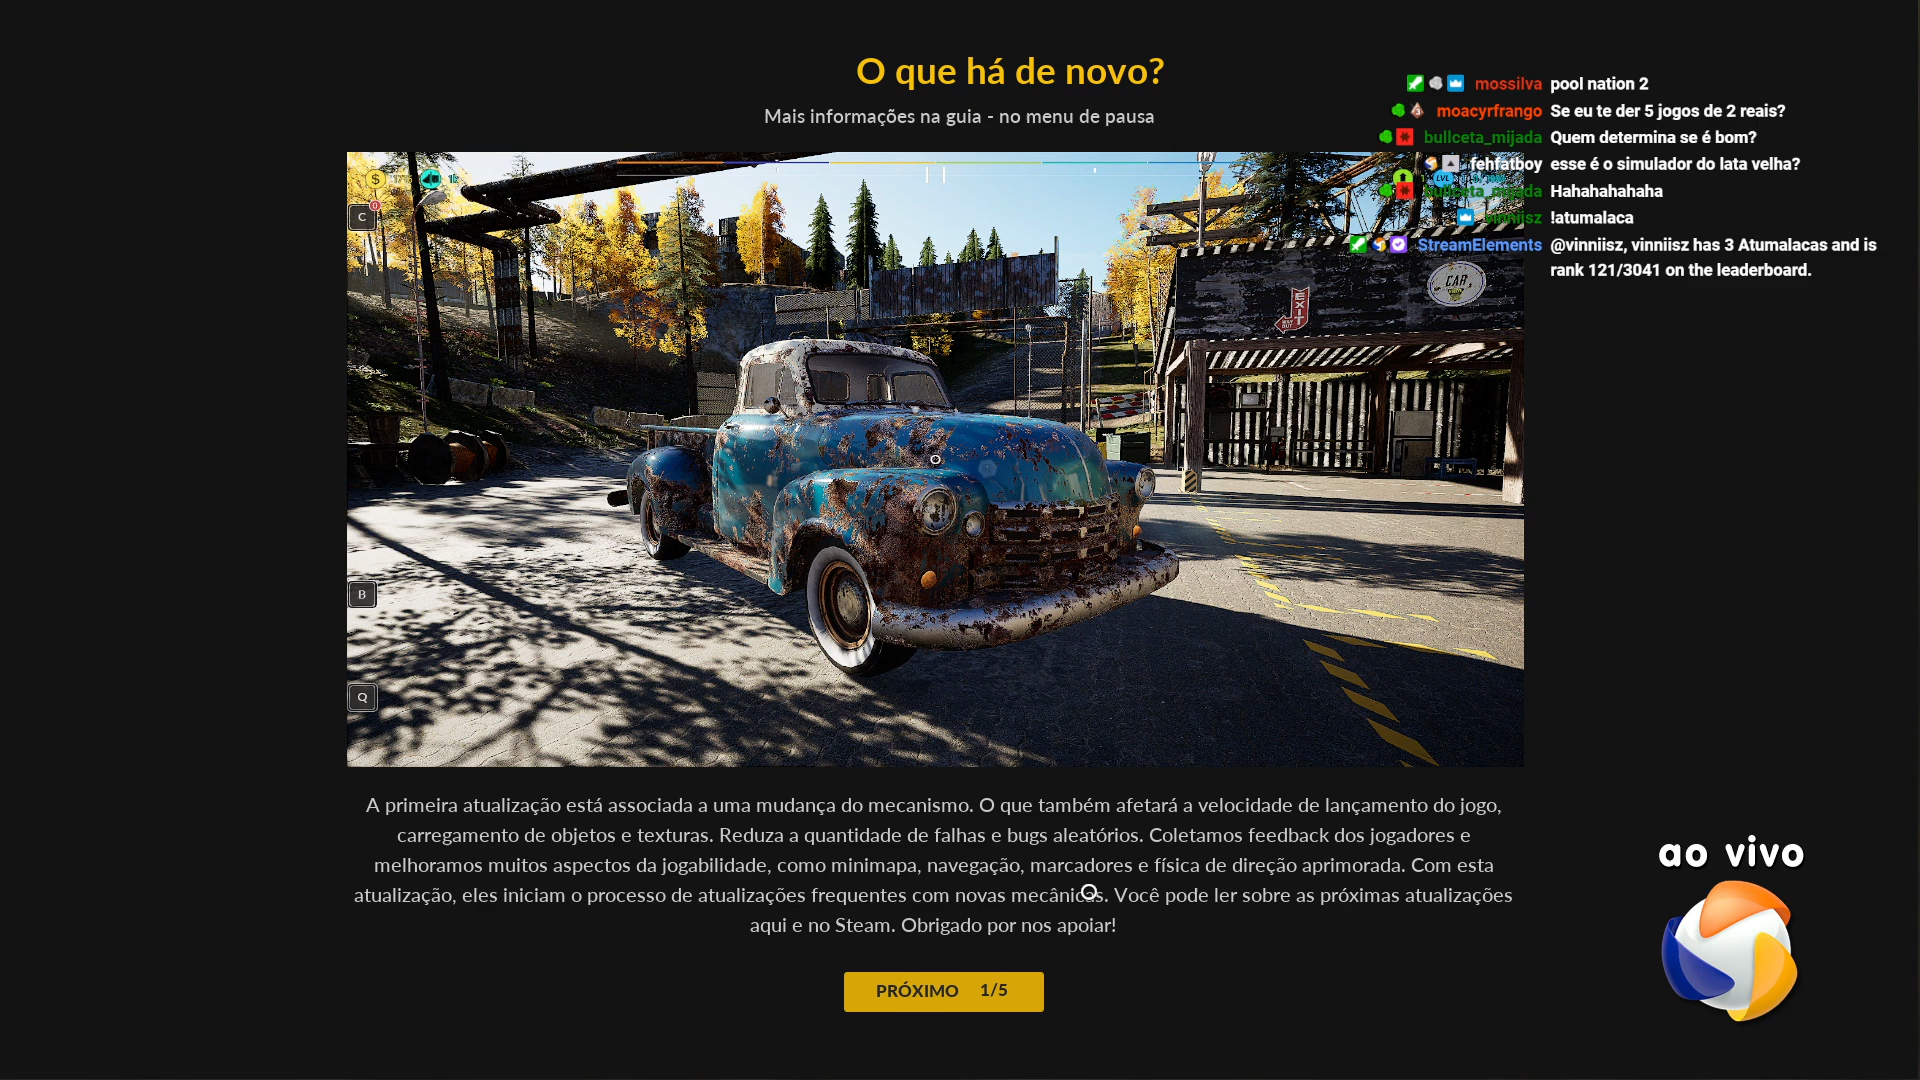 O que há de novo?
Mais informações na guia - no menu de pausa
mossilva pool nation 2
moacyrfrango Se eu te der 5 jogos de 2 reais?
bullceta_mijada Quem determina se é bom?
fehfatboy esse é o simulador do lata velha?
bullceta_mijada Hahahahahaha
vinniisz !atumalaca
StreamElements @vinniisz, vinniisz has 3 Atumalacas and is
rank 121/3041 on the leaderboard.
$
1k
LVL
C
0
CAR
EXIT
B
Q
A primeira atualização está associada a uma mudança do mecanismo. O que também afetará a velocidade de lançamento do jogo,
carregamento de objetos e texturas. Reduza a quantidade de falhas e bugs aleatórios. Coletamos feedback dos jogadores e
melhoramos muitos aspectos da jogabilidade, como minimapa, navegação, marcadores e física de direção aprimorada. Com esta
atualização, eles iniciam o processo de atualizações frequentes com novas mecânicas. Você pode ler sobre as próximas atualizações
aqui e no Steam. Obrigado por nos apoiar!
PRÓXIMO 1/5
ao vivo